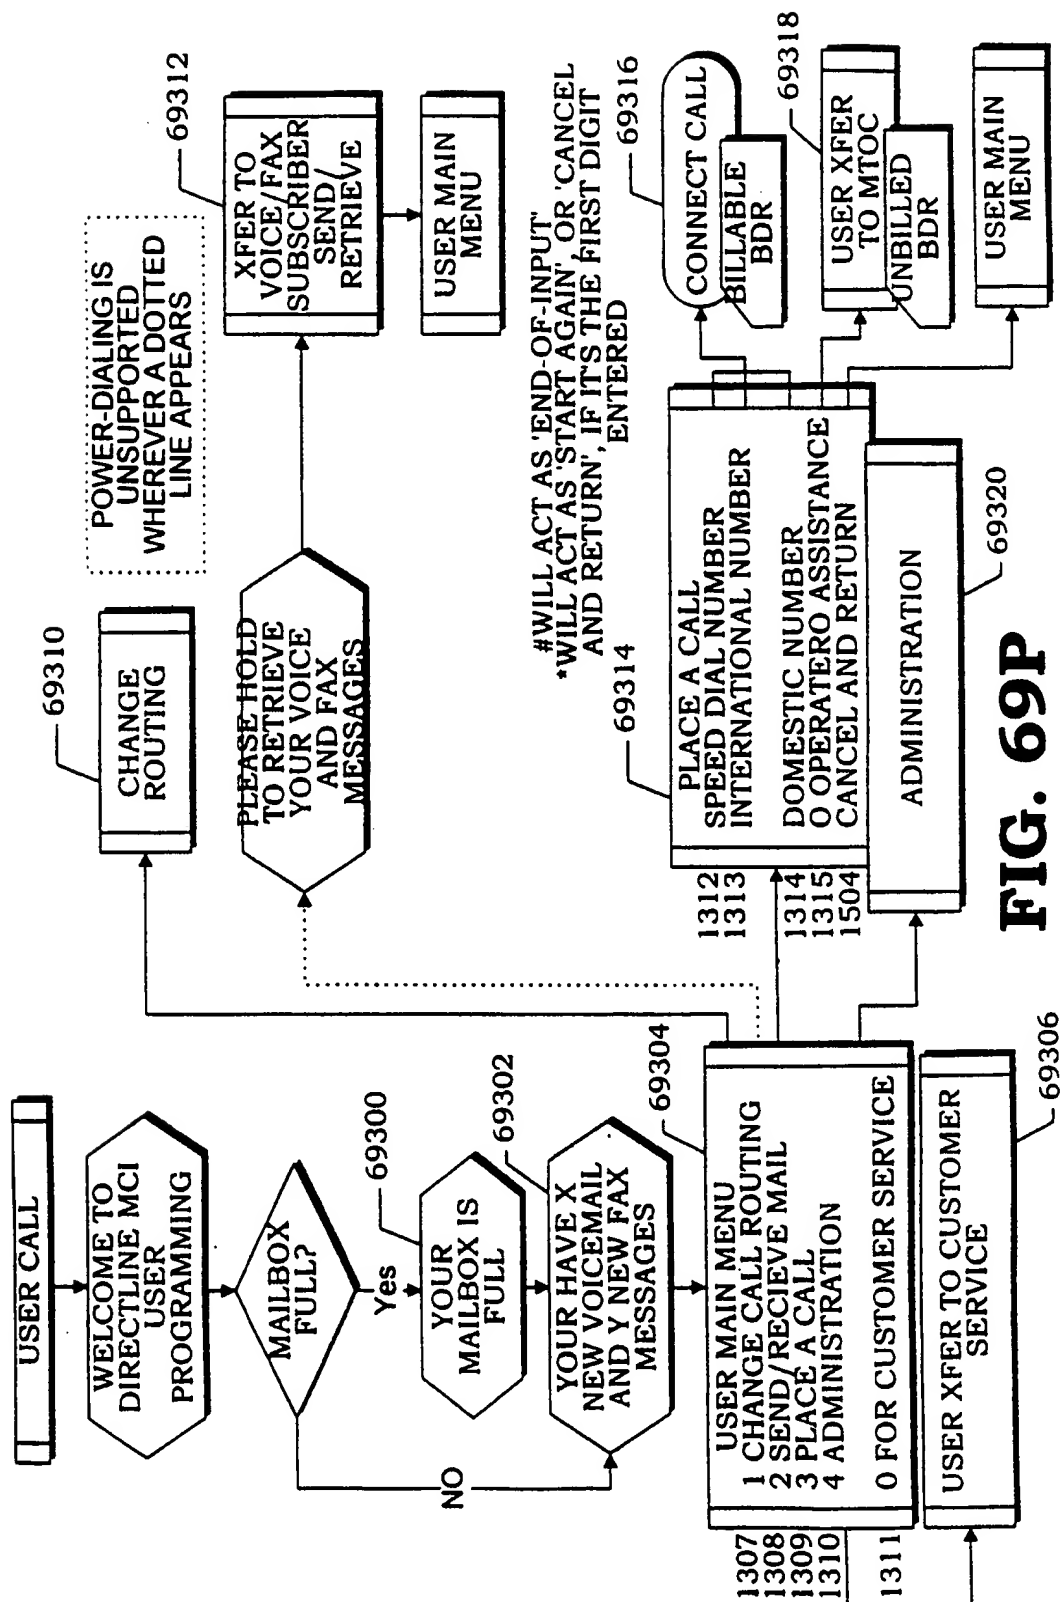 USER CALL
WELCOME TO
DIRECTLINE MCI
USER
PROGRAMMING
MAILBOX
FULL?
Yes
NO
69300
YOUR
MAILBOX IS
FULL
69302
YOUR HAVE X
NEW VOICEMAIL
AND Y NEW FAX
MESSAGES
69304
USER MAIN MENU
1307 1 CHANGE CALL ROUTING
1308 2 SEND/RECIEVE MAIL
1309 3 PLACE A CALL
1310 4 ADMINISTRATION
1311 0 FOR CUSTOMER SERVICE
USER XFER TO CUSTOMER
SERVICE
69306
69310
CHANGE
ROUTING
POWER-DIALING IS
UNSUPPORTED
WHEREVER A DOTTED
LINE APPEARS
PLEASE HOLD
TO RETRIEVE
YOUR VOICE
AND FAX
MESSAGES
69312
XFER TO
VOICE/FAX
SUBSCRIBER
SEND/
RETRIEVE
USER MAIN
MENU
#WILL ACT AS 'END-OF-INPUT'
*WILL ACT AS 'START AGAIN', OR 'CANCEL
AND RETURN', IF IT'S THE FIRST DIGIT
ENTERED
69314
PLACE A CALL
1312 SPEED DIAL NUMBER
1313 INTERNATIONAL NUMBER
1314 DOMESTIC NUMBER
1315 O OPERATERO ASSISTANCE
1504 CANCEL AND RETURN
ADMINISTRATION
69320
69316
CONNECT CALL
BILLABLE
BDR
69318
USER XFER
TO MTOC
UNBILLED
BDR
USER MAIN
MENU
FIG. 69P